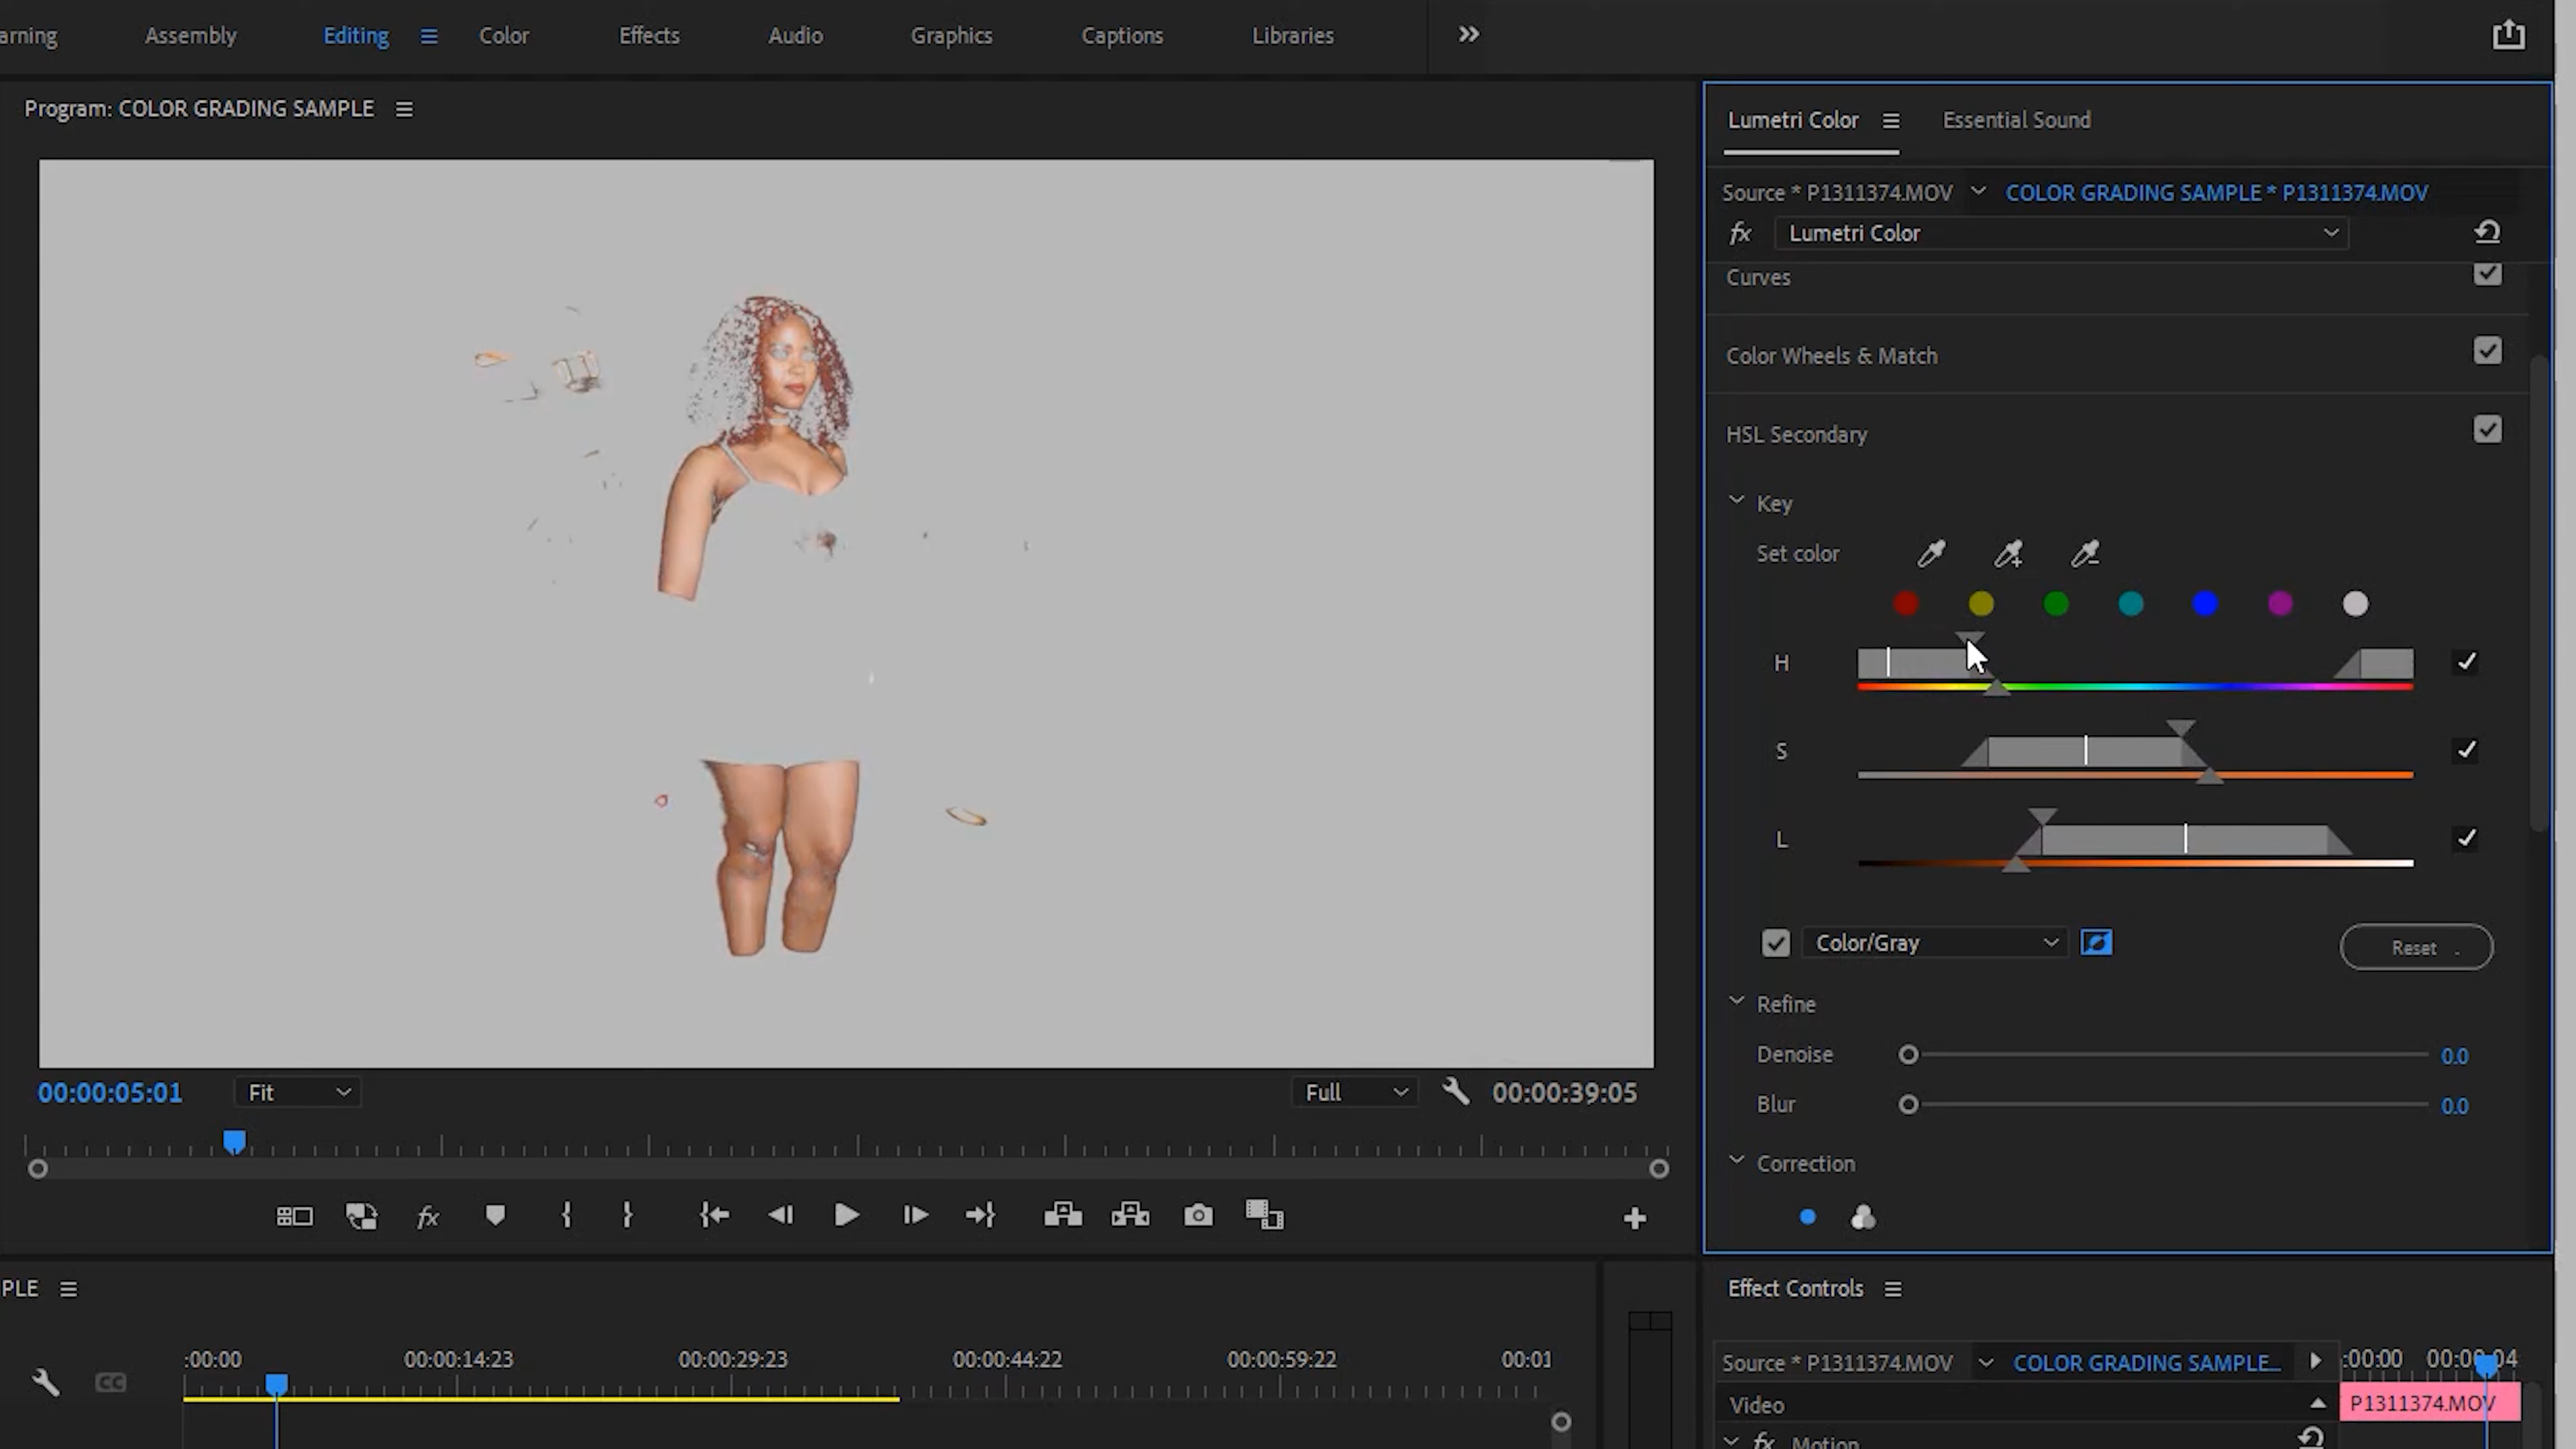 arning Assembly Editing Color Effects Audio Graphics Captions Libraries
Program: COLOR GRADING SAMPLE
Lumetri Color Essential Sound
Source * P1311374.MOV COLOR GRADING SAMPLE * P1311374.MOV
fx Lumetri Color
Curves
Color Wheels & Match
HSL Secondary
Key
Set color
H
S
L
Color/Gray Reset
Refine
Denoise 0.0
Blur 0.0
Correction
00:00:05:01 Fit Full 00:00:39:05
fx
PLE
:00:00 00:00:14:23 00:00:29:23 00:00:44:22 00:00:59:22 00:01
CC
Effect Controls
Source * P1311374.MOV COLOR GRADING SAMPLE... :00:00
Video P1311374.MOV
fx Motion